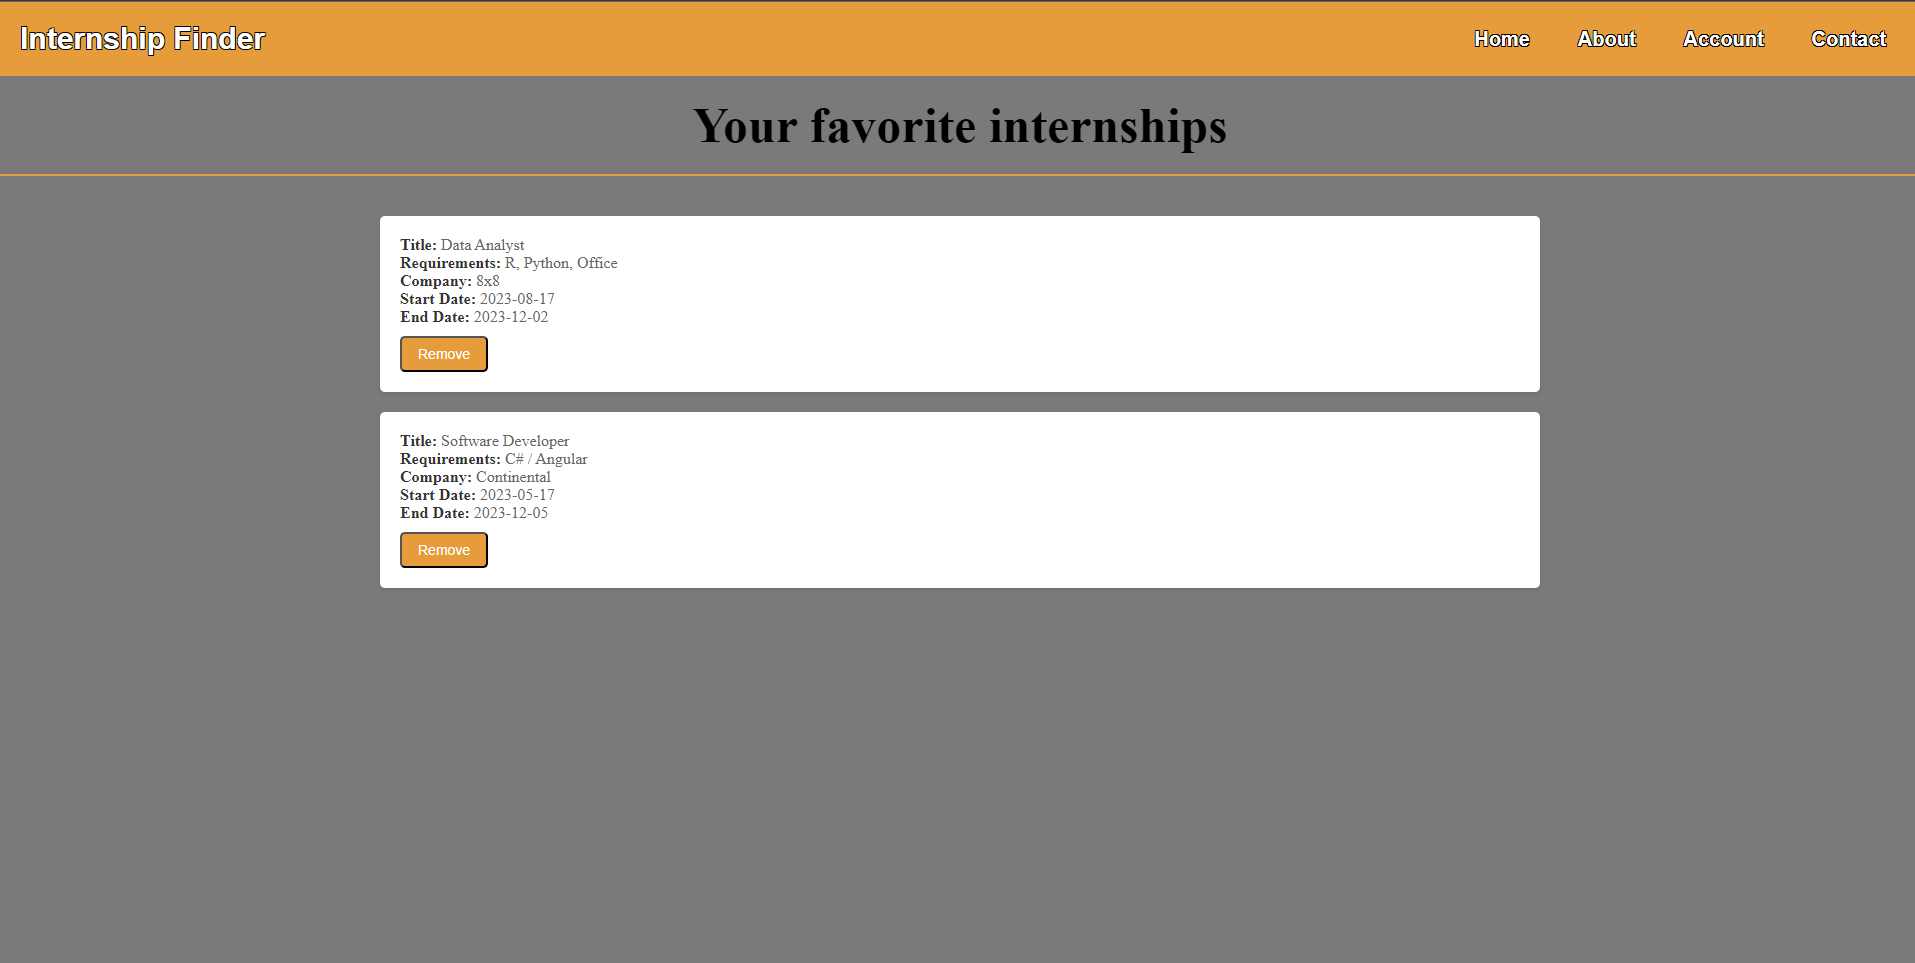 Internship Finder
Home About Account Contact
Your favorite internships
Title: Data Analyst
Requirements: R, Python, Office
Company: 8x8
Start Date: 2023-08-17
End Date: 2023-12-02
Remove
Title: Software Developer
Requirements: C# / Angular
Company: Continental
Start Date: 2023-05-17
End Date: 2023-12-05
Remove